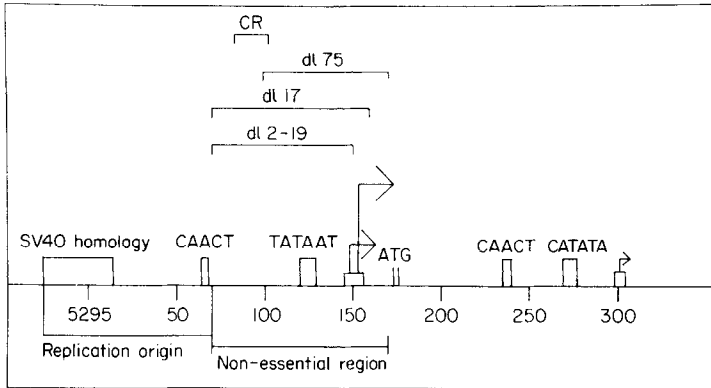 CR
dl 75
dl 17
dl 2-19
SV40 homology CAACT TATAAT ATG CAACT CATATA
5295 50 100 150 200 250 300
Replication origin Non-essential region